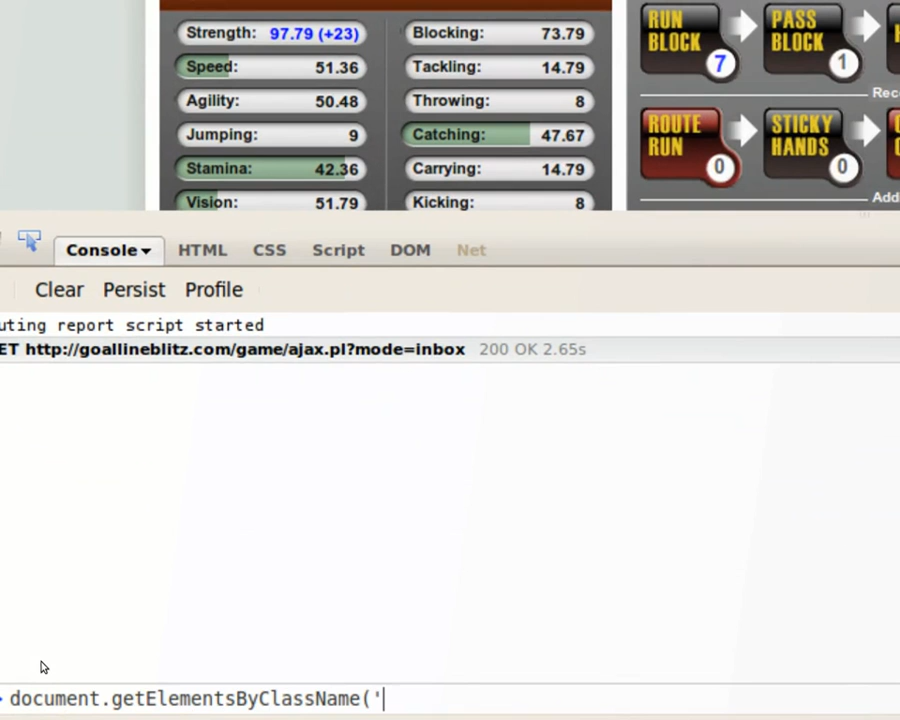 Strength: 97.79 (+23) Blocking: 73.79
Speed: 51.36 Tackling: 14.79
Agility: 50.48 Throwing: 8
Jumping: 9 Catching: 47.67
Stamina: 42.36 Carrying: 14.79
Vision: 51.79 Kicking: 8
RUN BLOCK 7 PASS BLOCK 1
Rec
ROUTE RUN 0 STICKY HANDS 0
Addi
Console HTML CSS Script DOM Net
Clear Persist Profile
uting report script started
ET http://goallineblitz.com/game/ajax.pl?mode=inbox 200 OK 2.65s
document.getElementsByClassName('